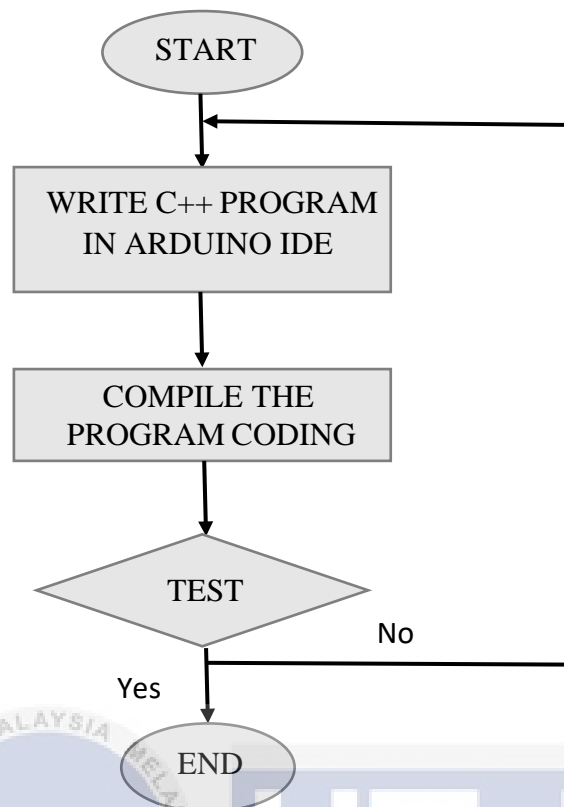 START
WRITE C++ PROGRAM
IN ARDUINO IDE
COMPILE THE
PROGRAM CODING
TEST
No
Yes
END